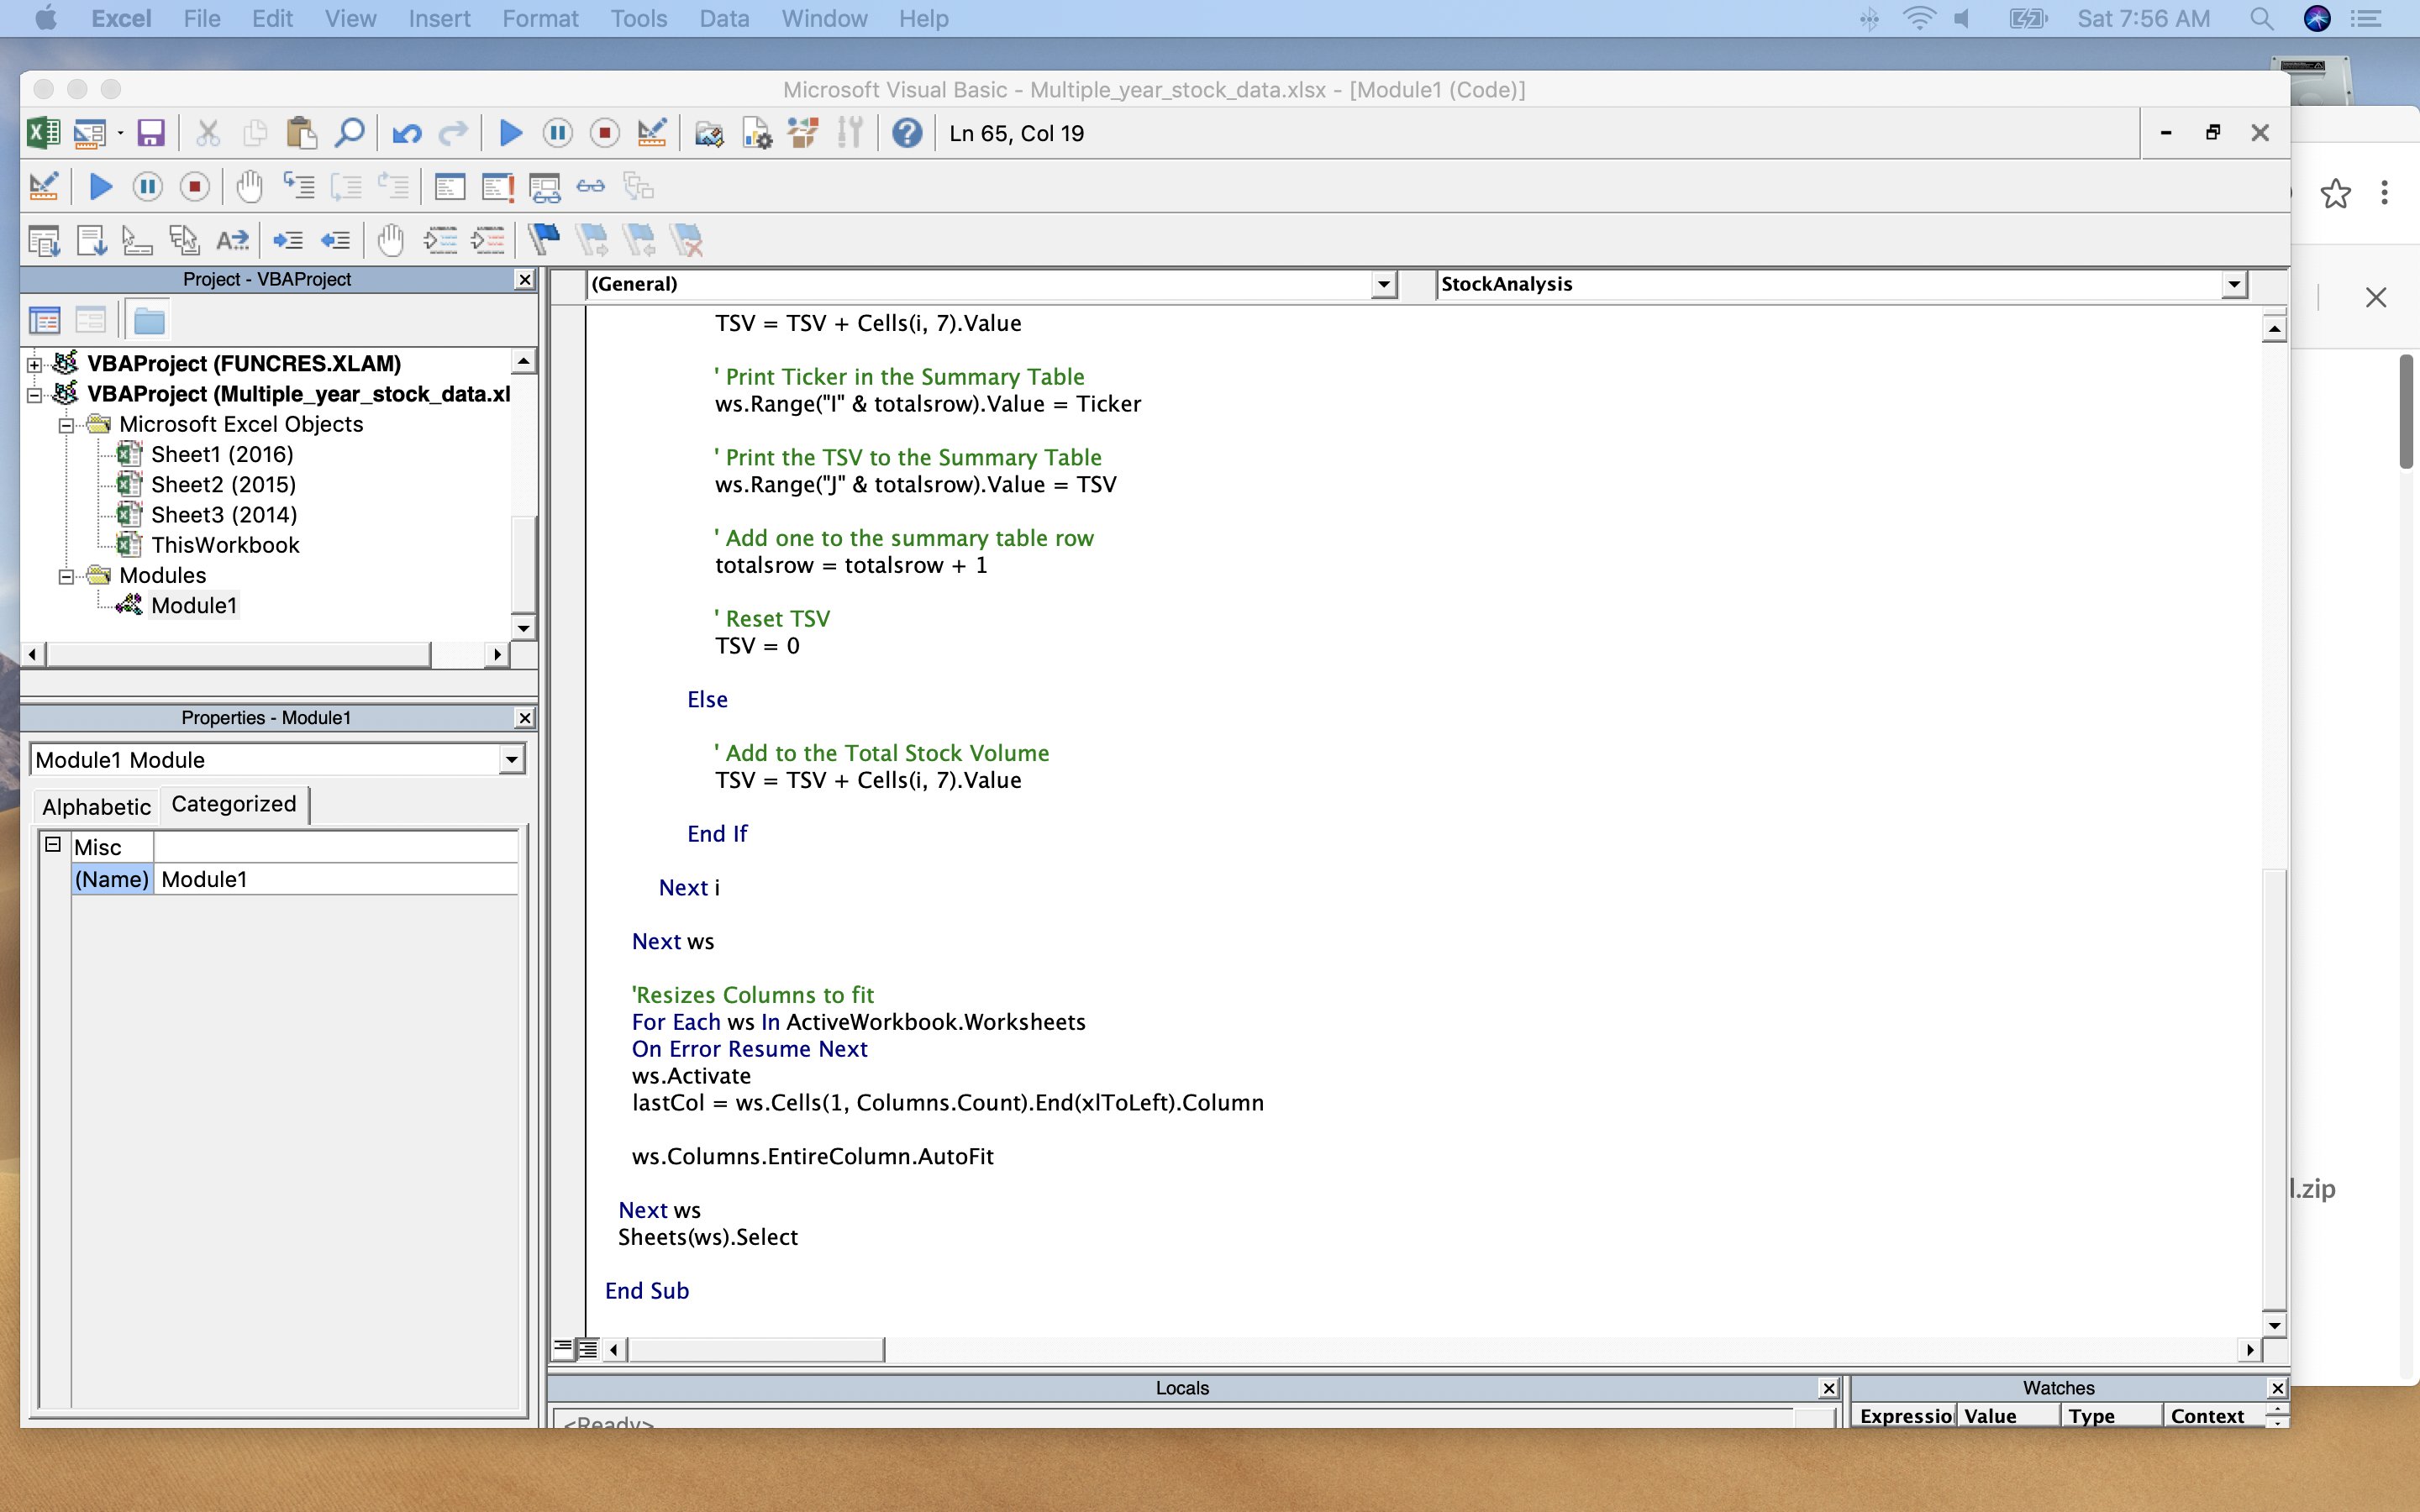 Excel File Edit View Insert Format Tools Data Window Help Sat 7:56 AM
Microsoft Visual Basic - Multiple_year_stock_data.xlsx - [Module1 (Code)]
Ln 65, Col 19
Project - VBAProject
VBAProject (FUNCRES.XLAM)
VBAProject (Multiple_year_stock_data.xl
Microsoft Excel Objects
Sheet1 (2016)
Sheet2 (2015)
Sheet3 (2014)
ThisWorkbook
Modules
Module1
Properties - Module1
Module1 Module
Alphabetic Categorized
Misc
(Name) Module1
(General) StockAnalysis
TSV = TSV + Cells(i, 7).Value
' Print Ticker in the Summary Table
ws.Range("I" & totalsrow).Value = Ticker
' Print the TSV to the Summary Table
ws.Range("J" & totalsrow).Value = TSV
' Add one to the summary table row
totalsrow = totalsrow + 1
' Reset TSV
TSV = 0
Else
' Add to the Total Stock Volume
TSV = TSV + Cells(i, 7).Value
End If
Next i
Next ws
'Resizes Columns to fit
For Each ws In ActiveWorkbook.Worksheets
On Error Resume Next
ws.Activate
lastCol = ws.Cells(1, Columns.Count).End(xlToLeft).Column
ws.Columns.EntireColumn.AutoFit
Next ws
Sheets(ws).Select
End Sub
Locals
<Ready>
Watches
Expressio Value Type Context
.zip